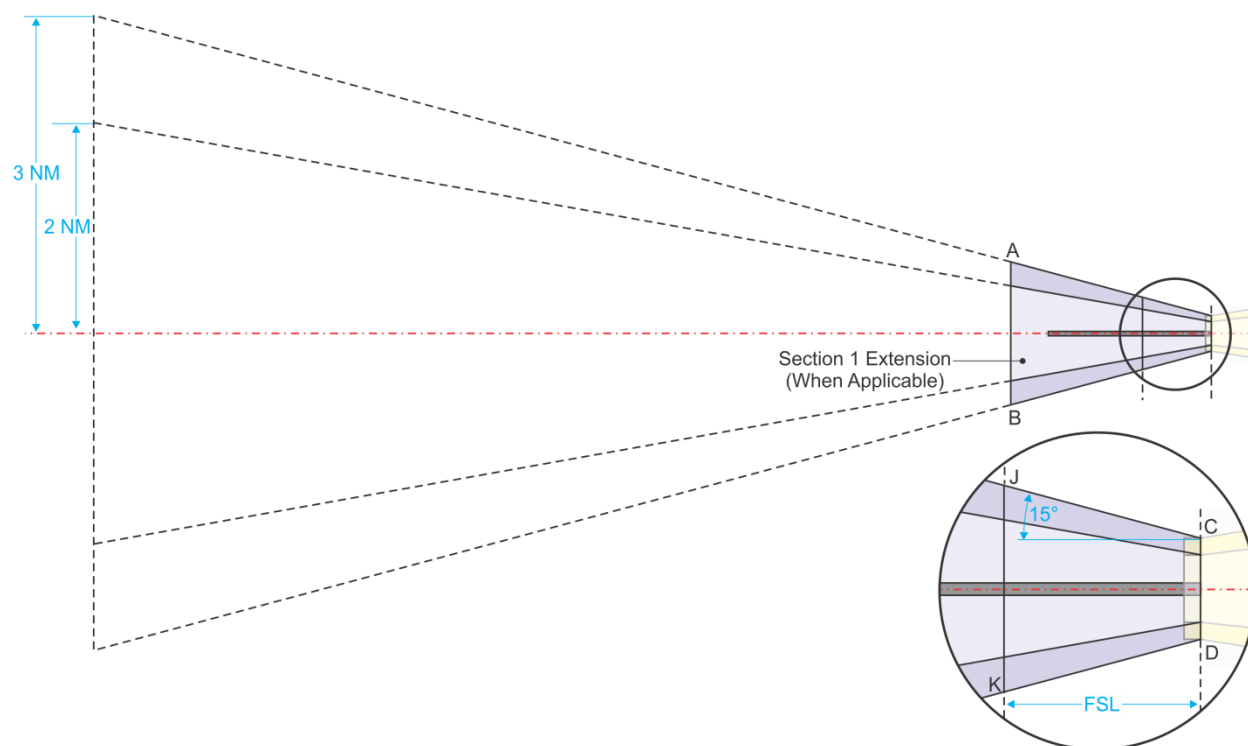 3 NM
2 NM
A
Section 1 Extension
(When Applicable)
B
J
15°
C
K
D
FSL